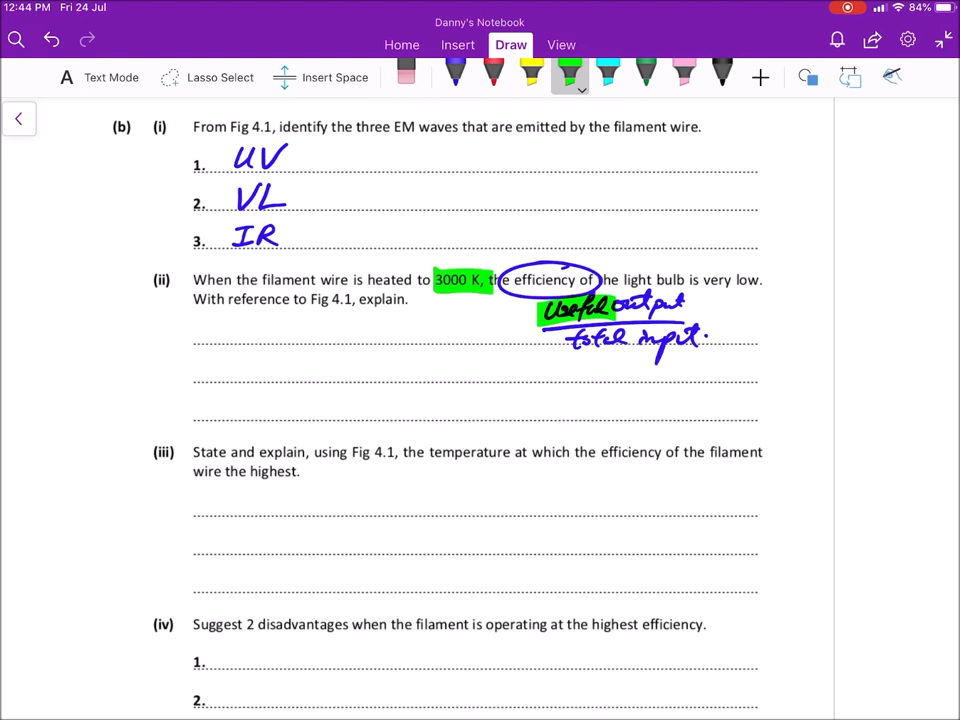 12:44 PM Fri 24 Jul
84%
Danny's Notebook
Home Insert Draw View
A Text Mode Lasso Select Insert Space
(b) (i) From Fig 4.1, identify the three EM waves that are emitted by the filament wire.
1. UV
2. VL
3. IR
(ii) When the filament wire is heated to 3000 K, the efficiency of the light bulb is very low.
With reference to Fig 4.1, explain.
Useful output
total input.
(iii) State and explain, using Fig 4.1, the temperature at which the efficiency of the filament
wire the highest.
(iv) Suggest 2 disadvantages when the filament is operating at the highest efficiency.
1.
2.